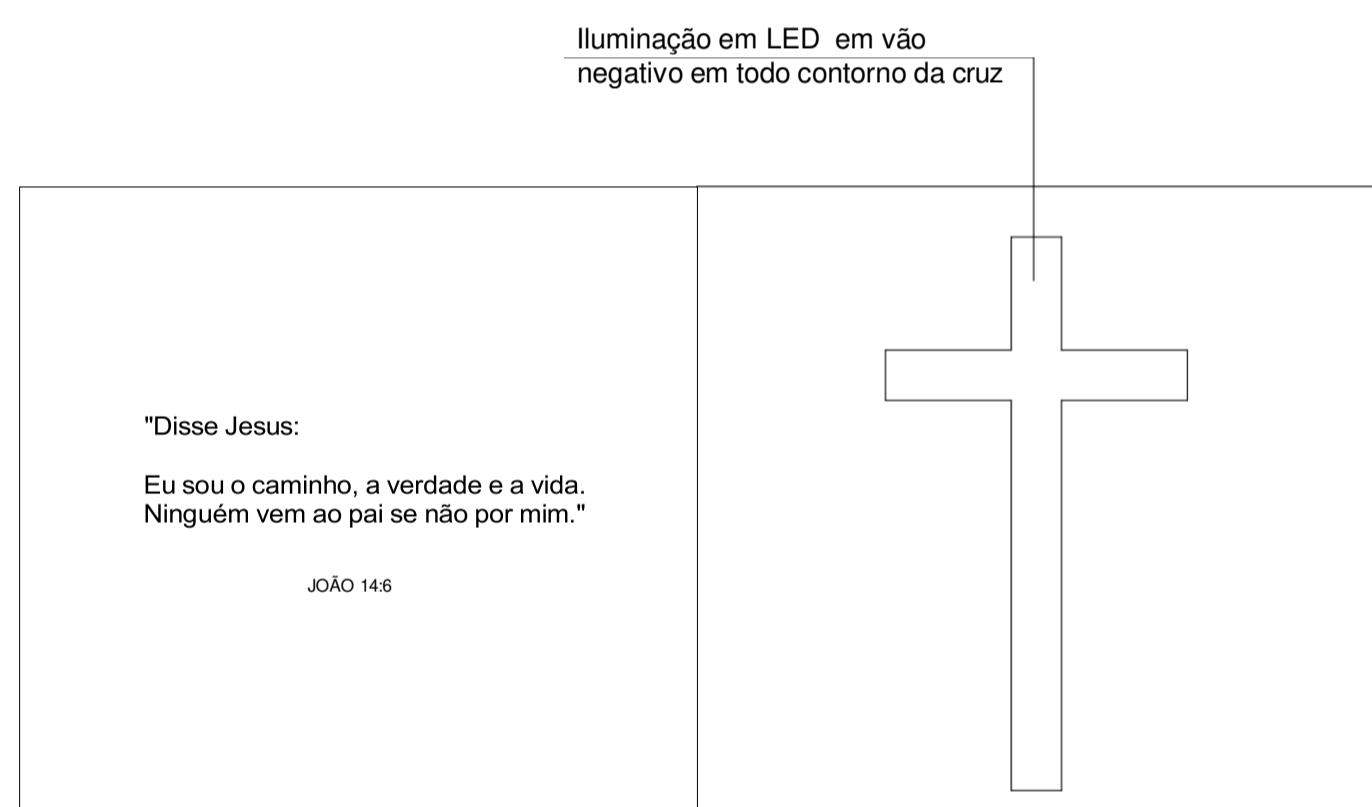 Iluminação em LED em vão
negativo em todo contorno da cruz
"Disse Jesus:
Eu sou o caminho, a verdade e a vida.
Ninguém vem ao pai se não por mim."
JOÃO 14:6